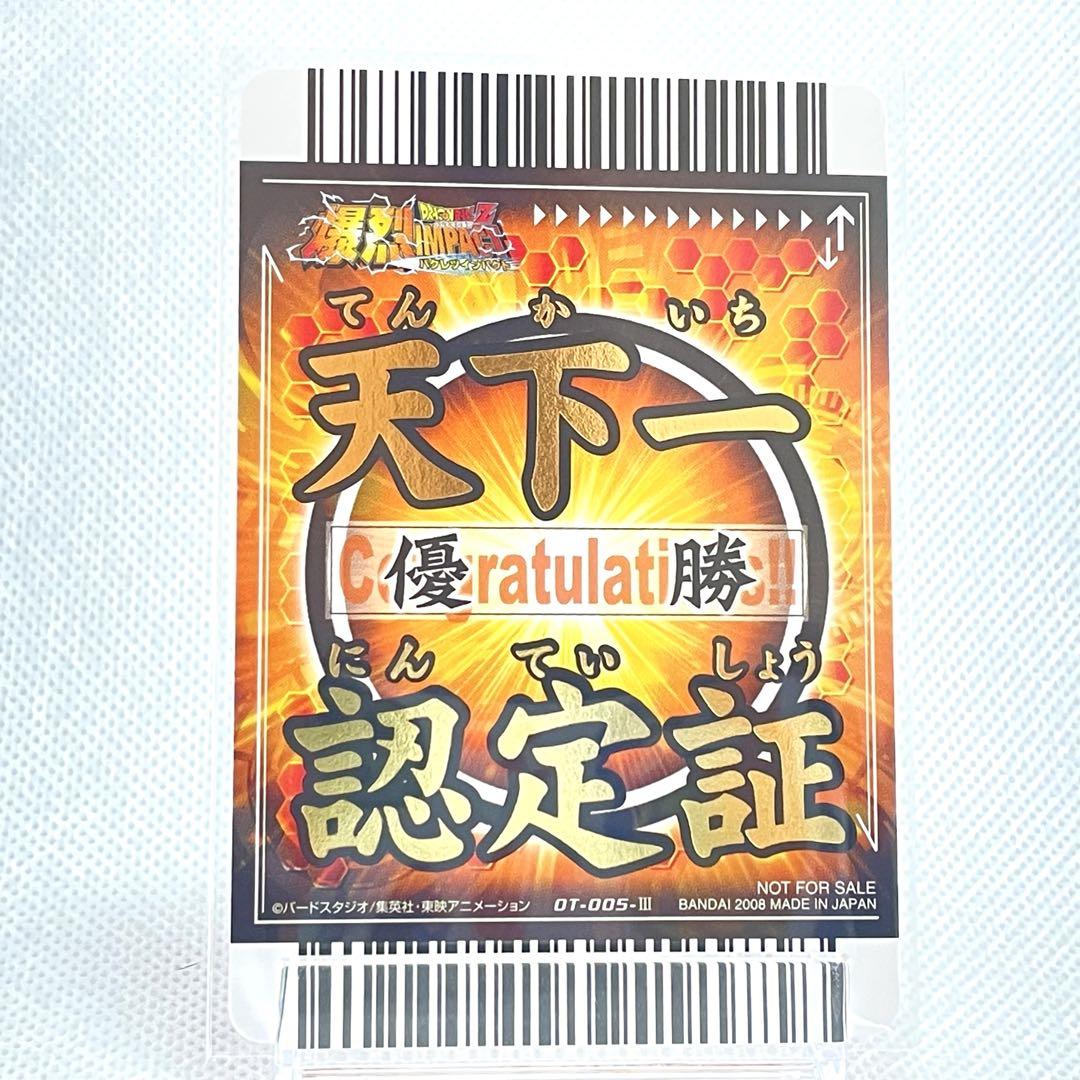 爆烈 DRAGONBALL Z IMPACT
バクレツインパクト
てん か いち
天下一
Congratulations!!
優勝
にん てい しょう
認定証
NOT FOR SALE
©バードスタジオ/集英社・東映アニメーション OT-005-III BANDAI 2008 MADE IN JAPAN